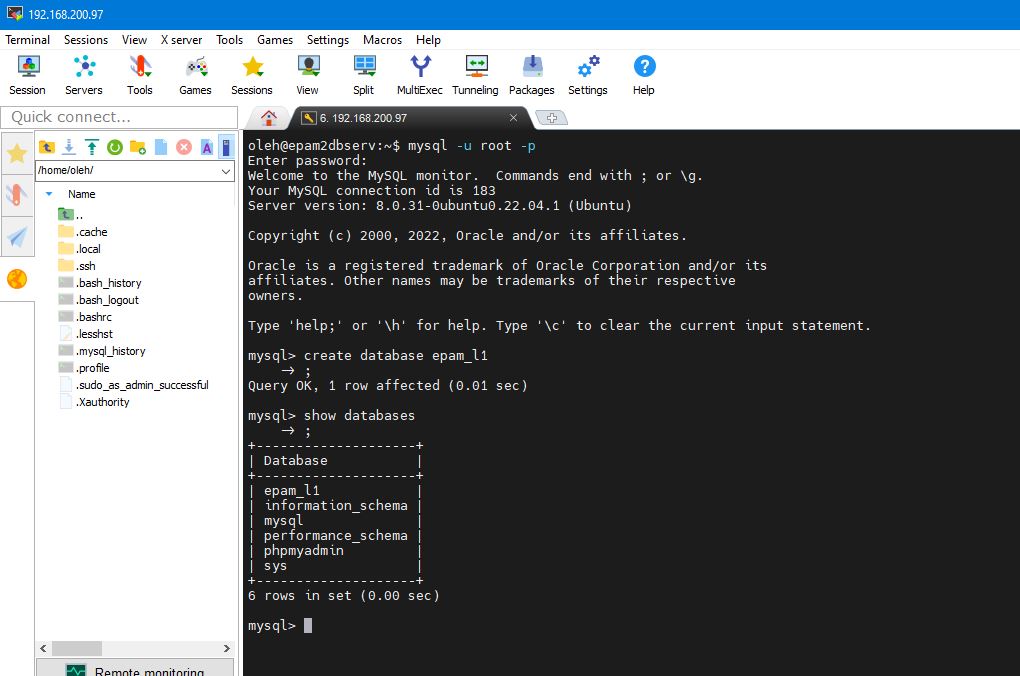 192.168.200.97
Terminal Sessions View X server Tools Games Settings Macros Help
Session Servers Tools Games Sessions View Split MultiExec Tunneling Packages Settings Help
Quick connect...
6. 192.168.200.97
/home/oleh/
Name
..
.cache
.local
.ssh
.bash_history
.bash_logout
.bashrc
.lesshst
.mysql_history
.profile
.sudo_as_admin_successful
.Xauthority
Remote monitoring
oleh@epam2dbserv:~$ mysql -u root -p
Enter password:
Welcome to the MySQL monitor.  Commands end with ; or \g.
Your MySQL connection id is 183
Server version: 8.0.31-0ubuntu0.22.04.1 (Ubuntu)
Copyright (c) 2000, 2022, Oracle and/or its affiliates.
Oracle is a registered trademark of Oracle Corporation and/or its
affiliates. Other names may be trademarks of their respective
owners.
Type 'help;' or '\h' for help. Type '\c' to clear the current input statement.
mysql> create database epam_l1
    -> ;
Query OK, 1 row affected (0.01 sec)
mysql> show databases
    -> ;
+--------------------+
| Database           |
+--------------------+
| epam_l1            |
| information_schema |
| mysql              |
| performance_schema |
| phpmyadmin         |
| sys                |
+--------------------+
6 rows in set (0.00 sec)
mysql>